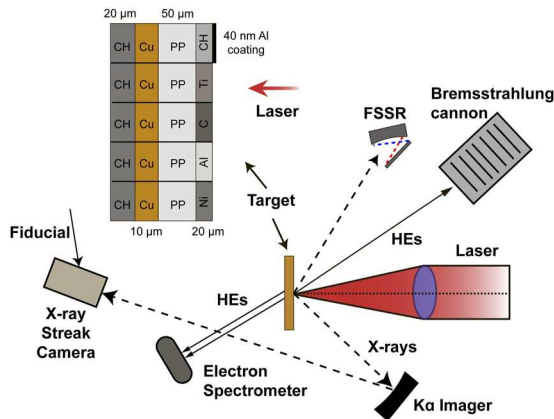 20 µm
50 µm
CH
Cu
PP
CH
40 nm Al
coating
CH
Cu
PP
Ti
CH
Cu
PP
C
CH
Cu
PP
Al
CH
Cu
PP
Ni
10 µm
20 µm
Laser
FSSR
Bremsstrahlung
cannon
Target
HEs
Laser
Fiducial
X-ray
Streak
Camera
HEs
Electron
Spectrometer
X-rays
Kα Imager